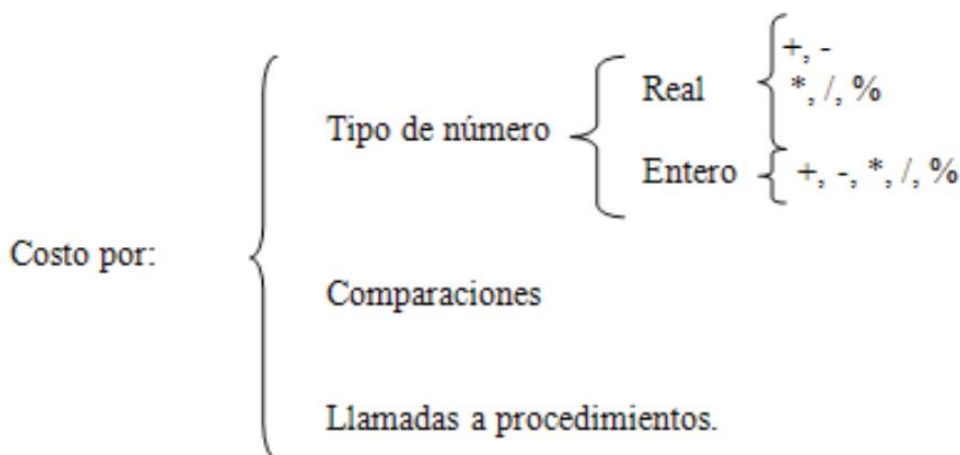 Costo por:
Tipo de número
Real
+, -
*, /, %
Entero
+, -, *, /, %
Comparaciones
Llamadas a procedimientos.